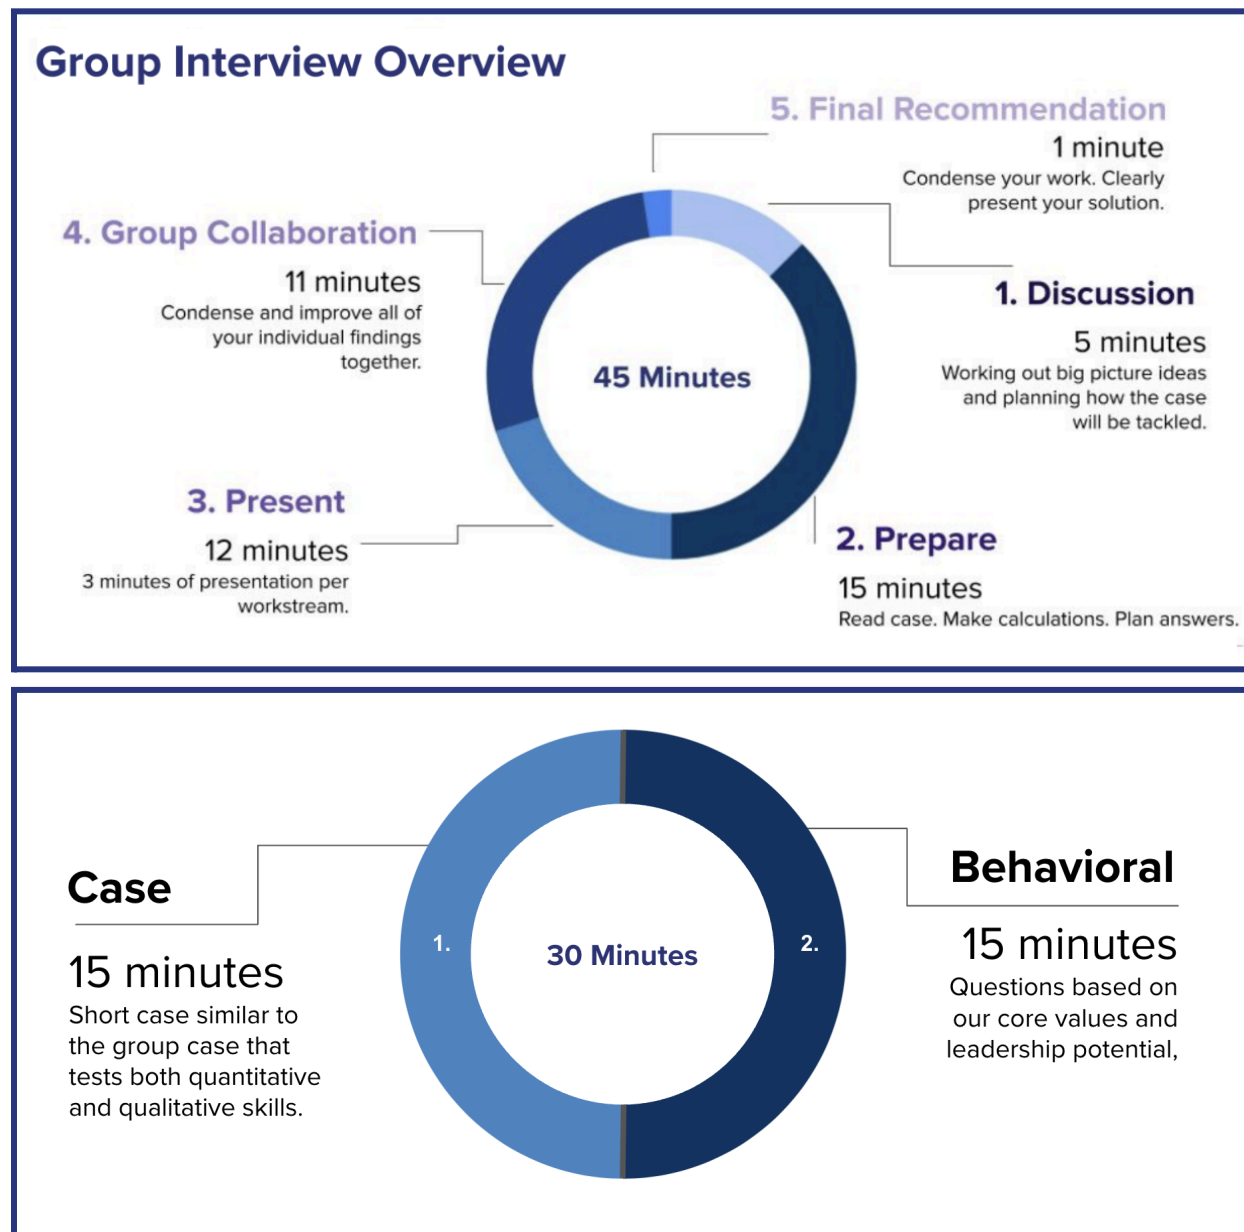 Group Interview Overview
5. Final Recommendation
1 minute
Condense your work. Clearly
present your solution.
4. Group Collaboration
11 minutes
Condense and improve all of
your individual findings
together.
1. Discussion
5 minutes
Working out big picture ideas
and planning how the case
will be tackled.
45 Minutes
3. Present
12 minutes
3 minutes of presentation per
workstream.
2. Prepare
15 minutes
Read case. Make calculations. Plan answers.
Case
15 minutes
Short case similar to
the group case that
tests both quantitative
and qualitative skills.
1.
30 Minutes
2.
Behavioral
15 minutes
Questions based on
our core values and
leadership potential,